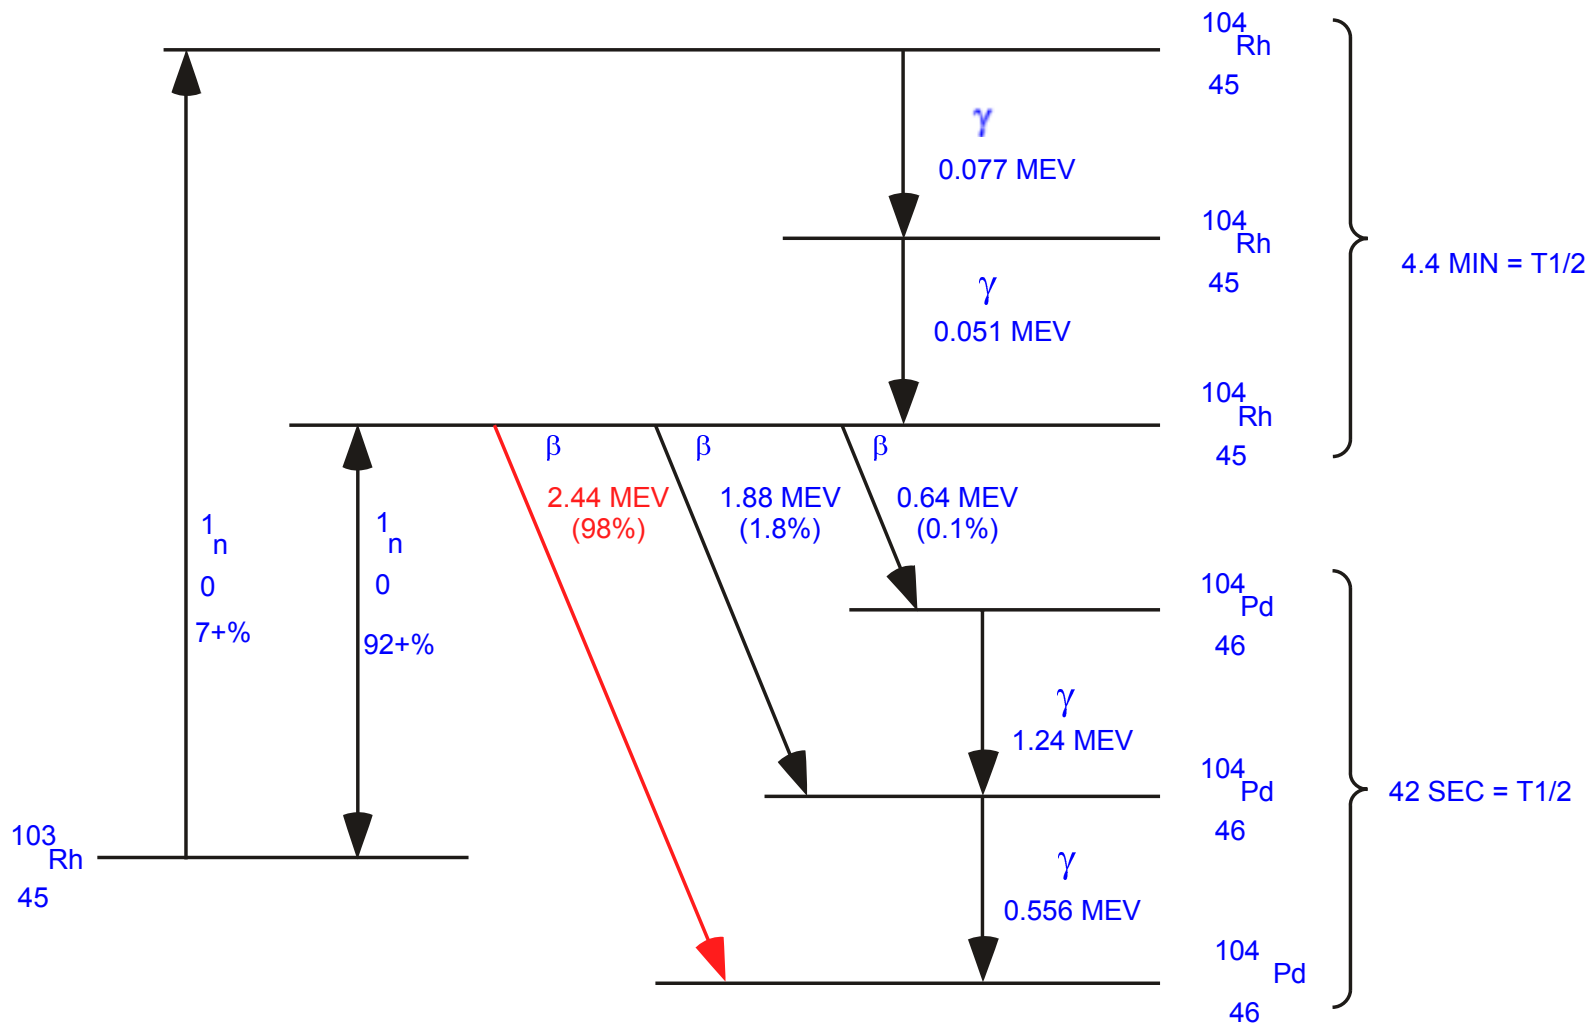 104
Rh
45
γ
0.077 MEV
104
Rh
45
4.4 MIN = T1/2
γ
0.051 MEV
104
Rh
45
β
β
β
2.44 MEV
(98%)
1.88 MEV
(1.8%)
0.64 MEV
(0.1%)
1
n
0
7+%
1
n
0
92+%
104
Pd
46
γ
1.24 MEV
104
Pd
46
42 SEC = T1/2
103
Rh
45
γ
0.556 MEV
104
Pd
46